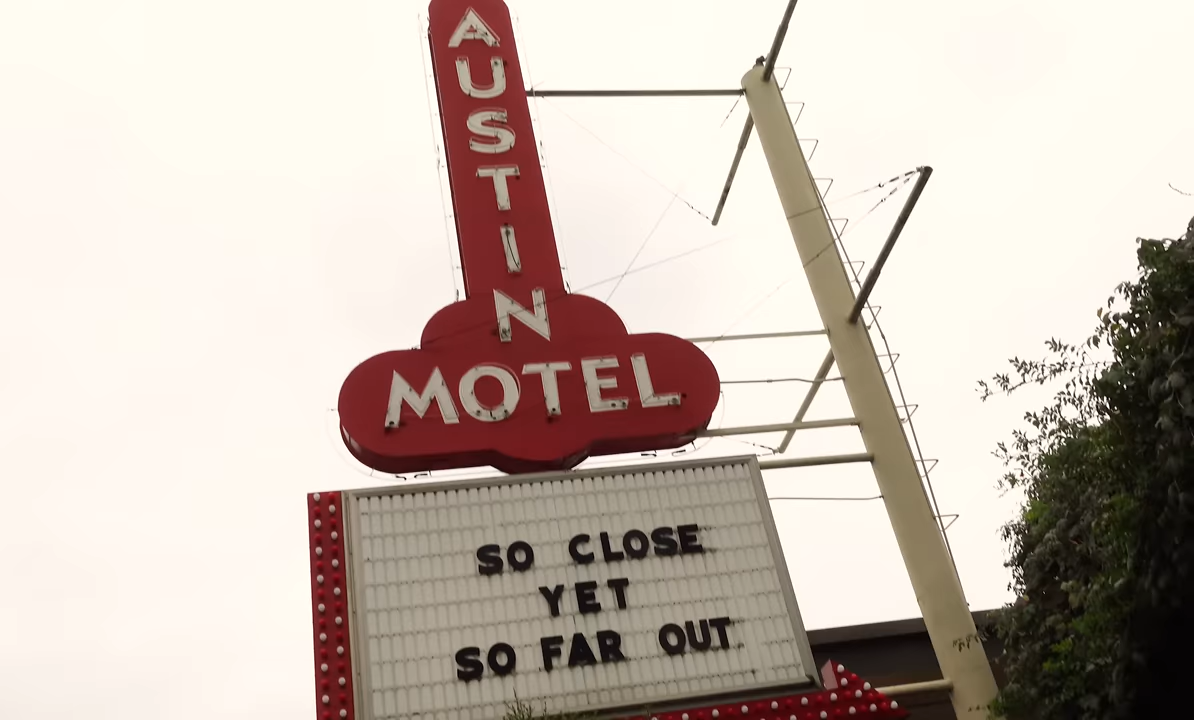 AUSTIN
MOTEL
SO CLOSE
YET
SO FAR OUT